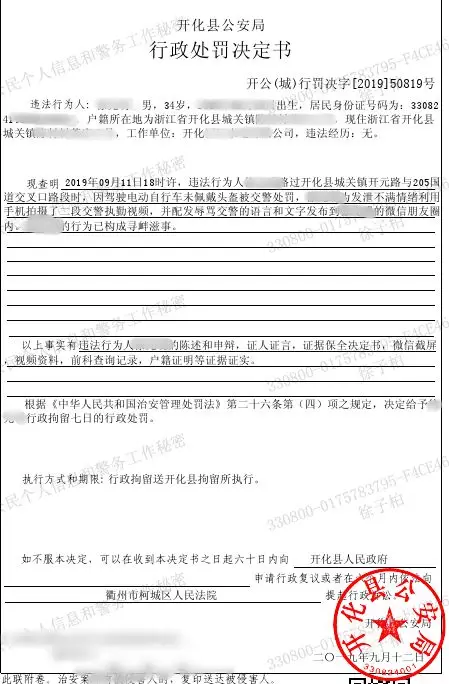 开化县公安局
行政处罚决定书
开公(城)行罚决字[2019]50819号
违法行为人: 男, 34岁, 出生, 居民身份证号码为: 33082
4 户籍所在地为浙江省开化县城关镇 现住浙江省开化县
城关镇 , 工作单位: 开化 公司, 违法经历: 无。
现查明 2019年09月11日18时许, 违法行为人 路过开化县城关镇开元路与205国
道交叉口路段时, 因驾驶电动自行车未佩戴头盔被交警处罚, 为发泄不满情绪利用
手机拍摄了二段交警执勤视频, 并配发辱骂交警的语言和文字发布到 的微信朋友圈
内。 的行为已构成寻衅滋事。
以上事实有违法行为人 的陈述和申辩, 证人证言, 证据保全决定书, 微信截屏
, 视频资料, 前科查询记录, 户籍证明等证据证实。
根据《中华人民共和国治安管理处罚法》第二十六条第（四）项之规定, 决定给予
行政拘留七日的行政处罚。
执行方式和期限: 行政拘留送开化县拘留所执行。
如不服本决定, 可以在收到本决定书之日起六十日内向 开化县人民政府
申请行政复议或者在六个月内依法向
衢州市柯城区人民法院 提起行政诉讼。
开化县公安局
二〇一九年九月十二日
此联附卷。治安案 侵害人的, 复印送达被侵害人。
开化县公安局
民个人信息和警务工作秘密
330800-0175783795-F4CE46
徐子柏